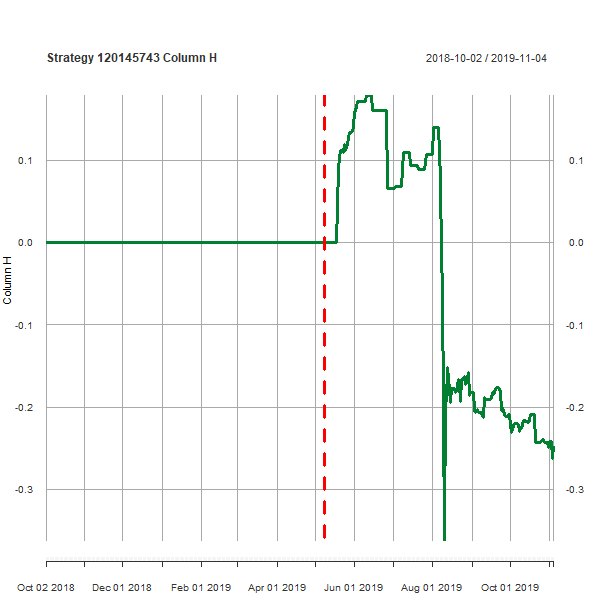 Strategy 120145743 Column H 2018-10-02 / 2019-11-04
0.1 0.1
0.0 0.0
Column H
-0.1 -0.1
-0.2 -0.2
-0.3 -0.3
Oct 02 2018 Dec 01 2018 Feb 01 2019 Apr 01 2019 Jun 01 2019 Aug 01 2019 Oct 01 2019